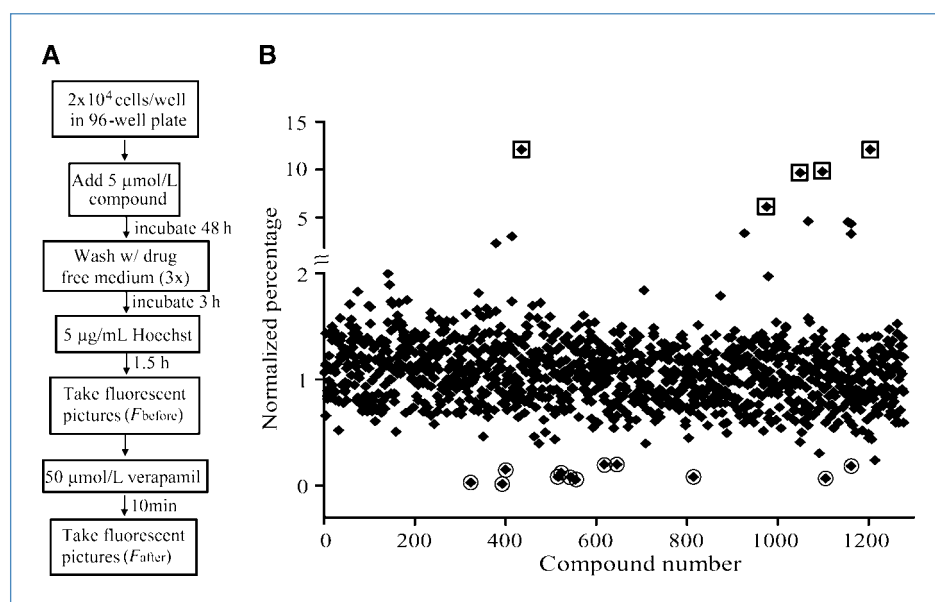 A
2x10⁴ cells/well
in 96-well plate
Add 5 µmol/L
compound
incubate 48 h
Wash w/ drug
free medium (3x)
incubate 3 h
5 µg/mL Hoechst
1.5 h
Take fluorescent
pictures (Fbefore)
50 µmol/L verapamil
10min
Take fluorescent
pictures (Fafter)
B
Normalized percentage
15
10
5
2
1
0
0 200 400 600 800 1000 1200
Compound number